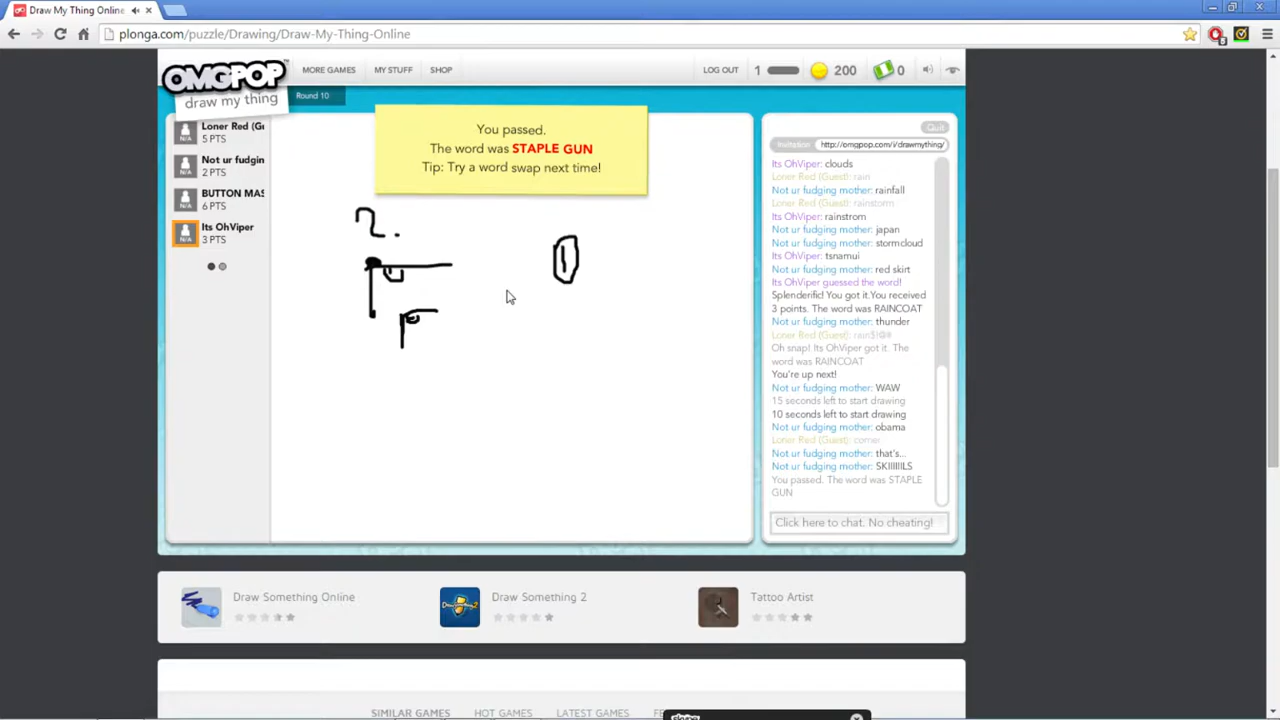 Draw My Thing Online
plonga.com/puzzle/Drawing/Draw-My-Thing-Online
OMGPOP
draw my thing
MORE GAMES
MY STUFF
SHOP
LOG OUT
1
200
0
Round 10
N/A
Loner Red (Gu
5 PTS
N/A
Not ur fudgin
2 PTS
N/A
BUTTON MAS
6 PTS
N/A
Its OhViper
3 PTS
You passed.
The word was STAPLE GUN
Tip: Try a word swap next time!
2.
Quit
Invitation
http://omgpop.com/i/drawmything/
Its OhViper: clouds
Loner Red (Guest): rain
Not ur fudging mother: rainfall
Loner Red (Guest): rainstorm
Its OhViper: rainstrom
Not ur fudging mother: japan
Not ur fudging mother: stormcloud
Its OhViper: tsnamui
Not ur fudging mother: red skirt
Its OhViper guessed the word!
Splenderific! You got it.You received
3 points. The word was RAINCOAT
Not ur fudging mother: thunder
Loner Red (Guest): rain$!@#
Oh snap! Its OhViper got it. The
word was RAINCOAT
You're up next!
Not ur fudging mother: WAW
15 seconds left to start drawing
10 seconds left to start drawing
Not ur fudging mother: obama
Loner Red (Guest): corner
Not ur fudging mother: that's...
Not ur fudging mother: SKIIIIIILS
You passed. The word was STAPLE
GUN
Click here to chat. No cheating!
Draw Something Online
Draw Something 2
Tattoo Artist
SIMILAR GAMES
HOT GAMES
LATEST GAMES
FE
skype